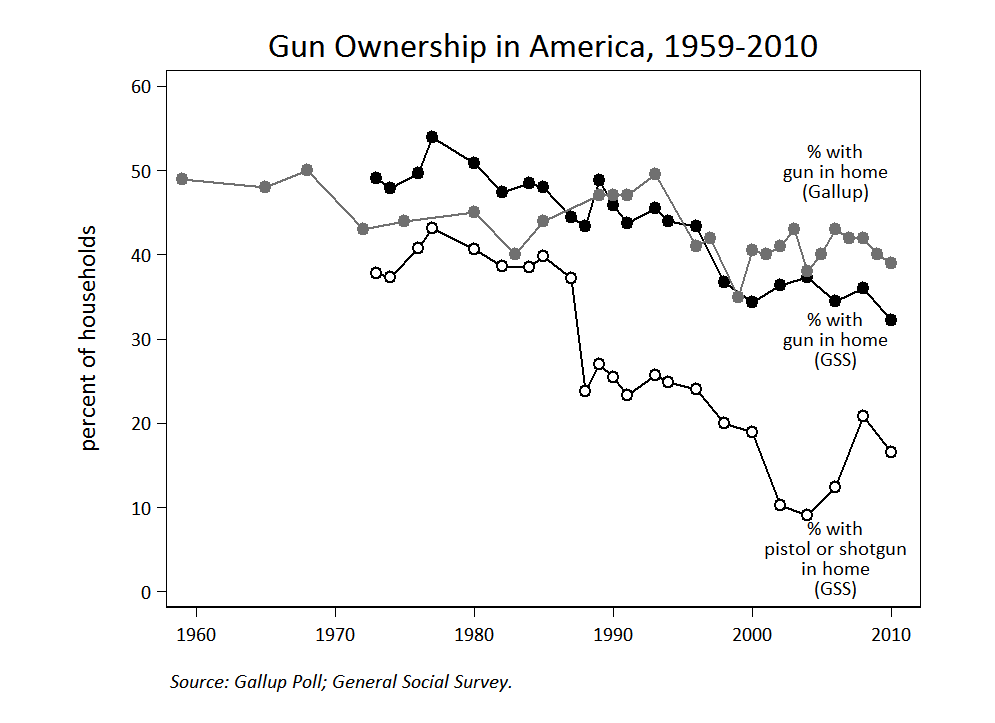 Gun Ownership in America, 1959-2010
percent of households
60
50
40
30
20
10
0
% with
gun in home
(Gallup)
% with
gun in home
(GSS)
% with
pistol or shotgun
in home
(GSS)
1960
1970
1980
1990
2000
2010
Source: Gallup Poll; General Social Survey.